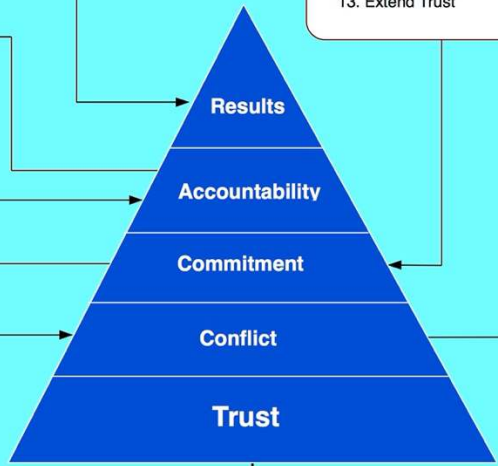 13. Extend Trust
Results
Accountability
Commitment
Conflict
Trust